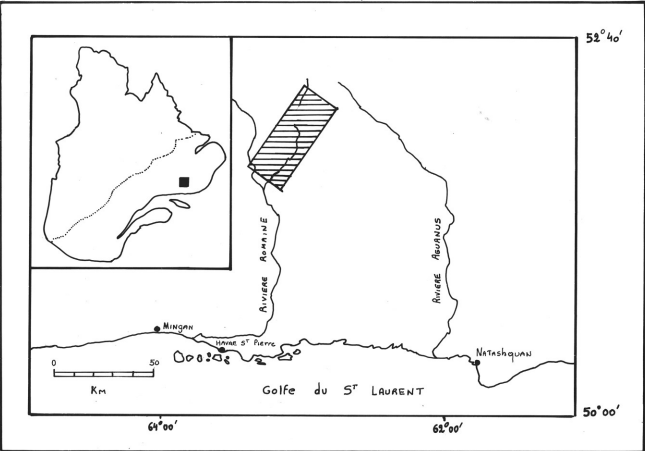 52°40'
RIVIERE ROMAINE
RIVIERE AGUANUS
MINGAN
HAVRE ST PIERRE
NATASHQUAN
0 50
KM
Golfe du ST LAURENT
50°00'
64°00' 62°00'